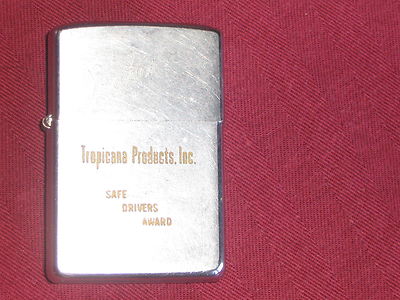 Tropicana Products, Inc.
SAFE
DRIVERS
AWARD